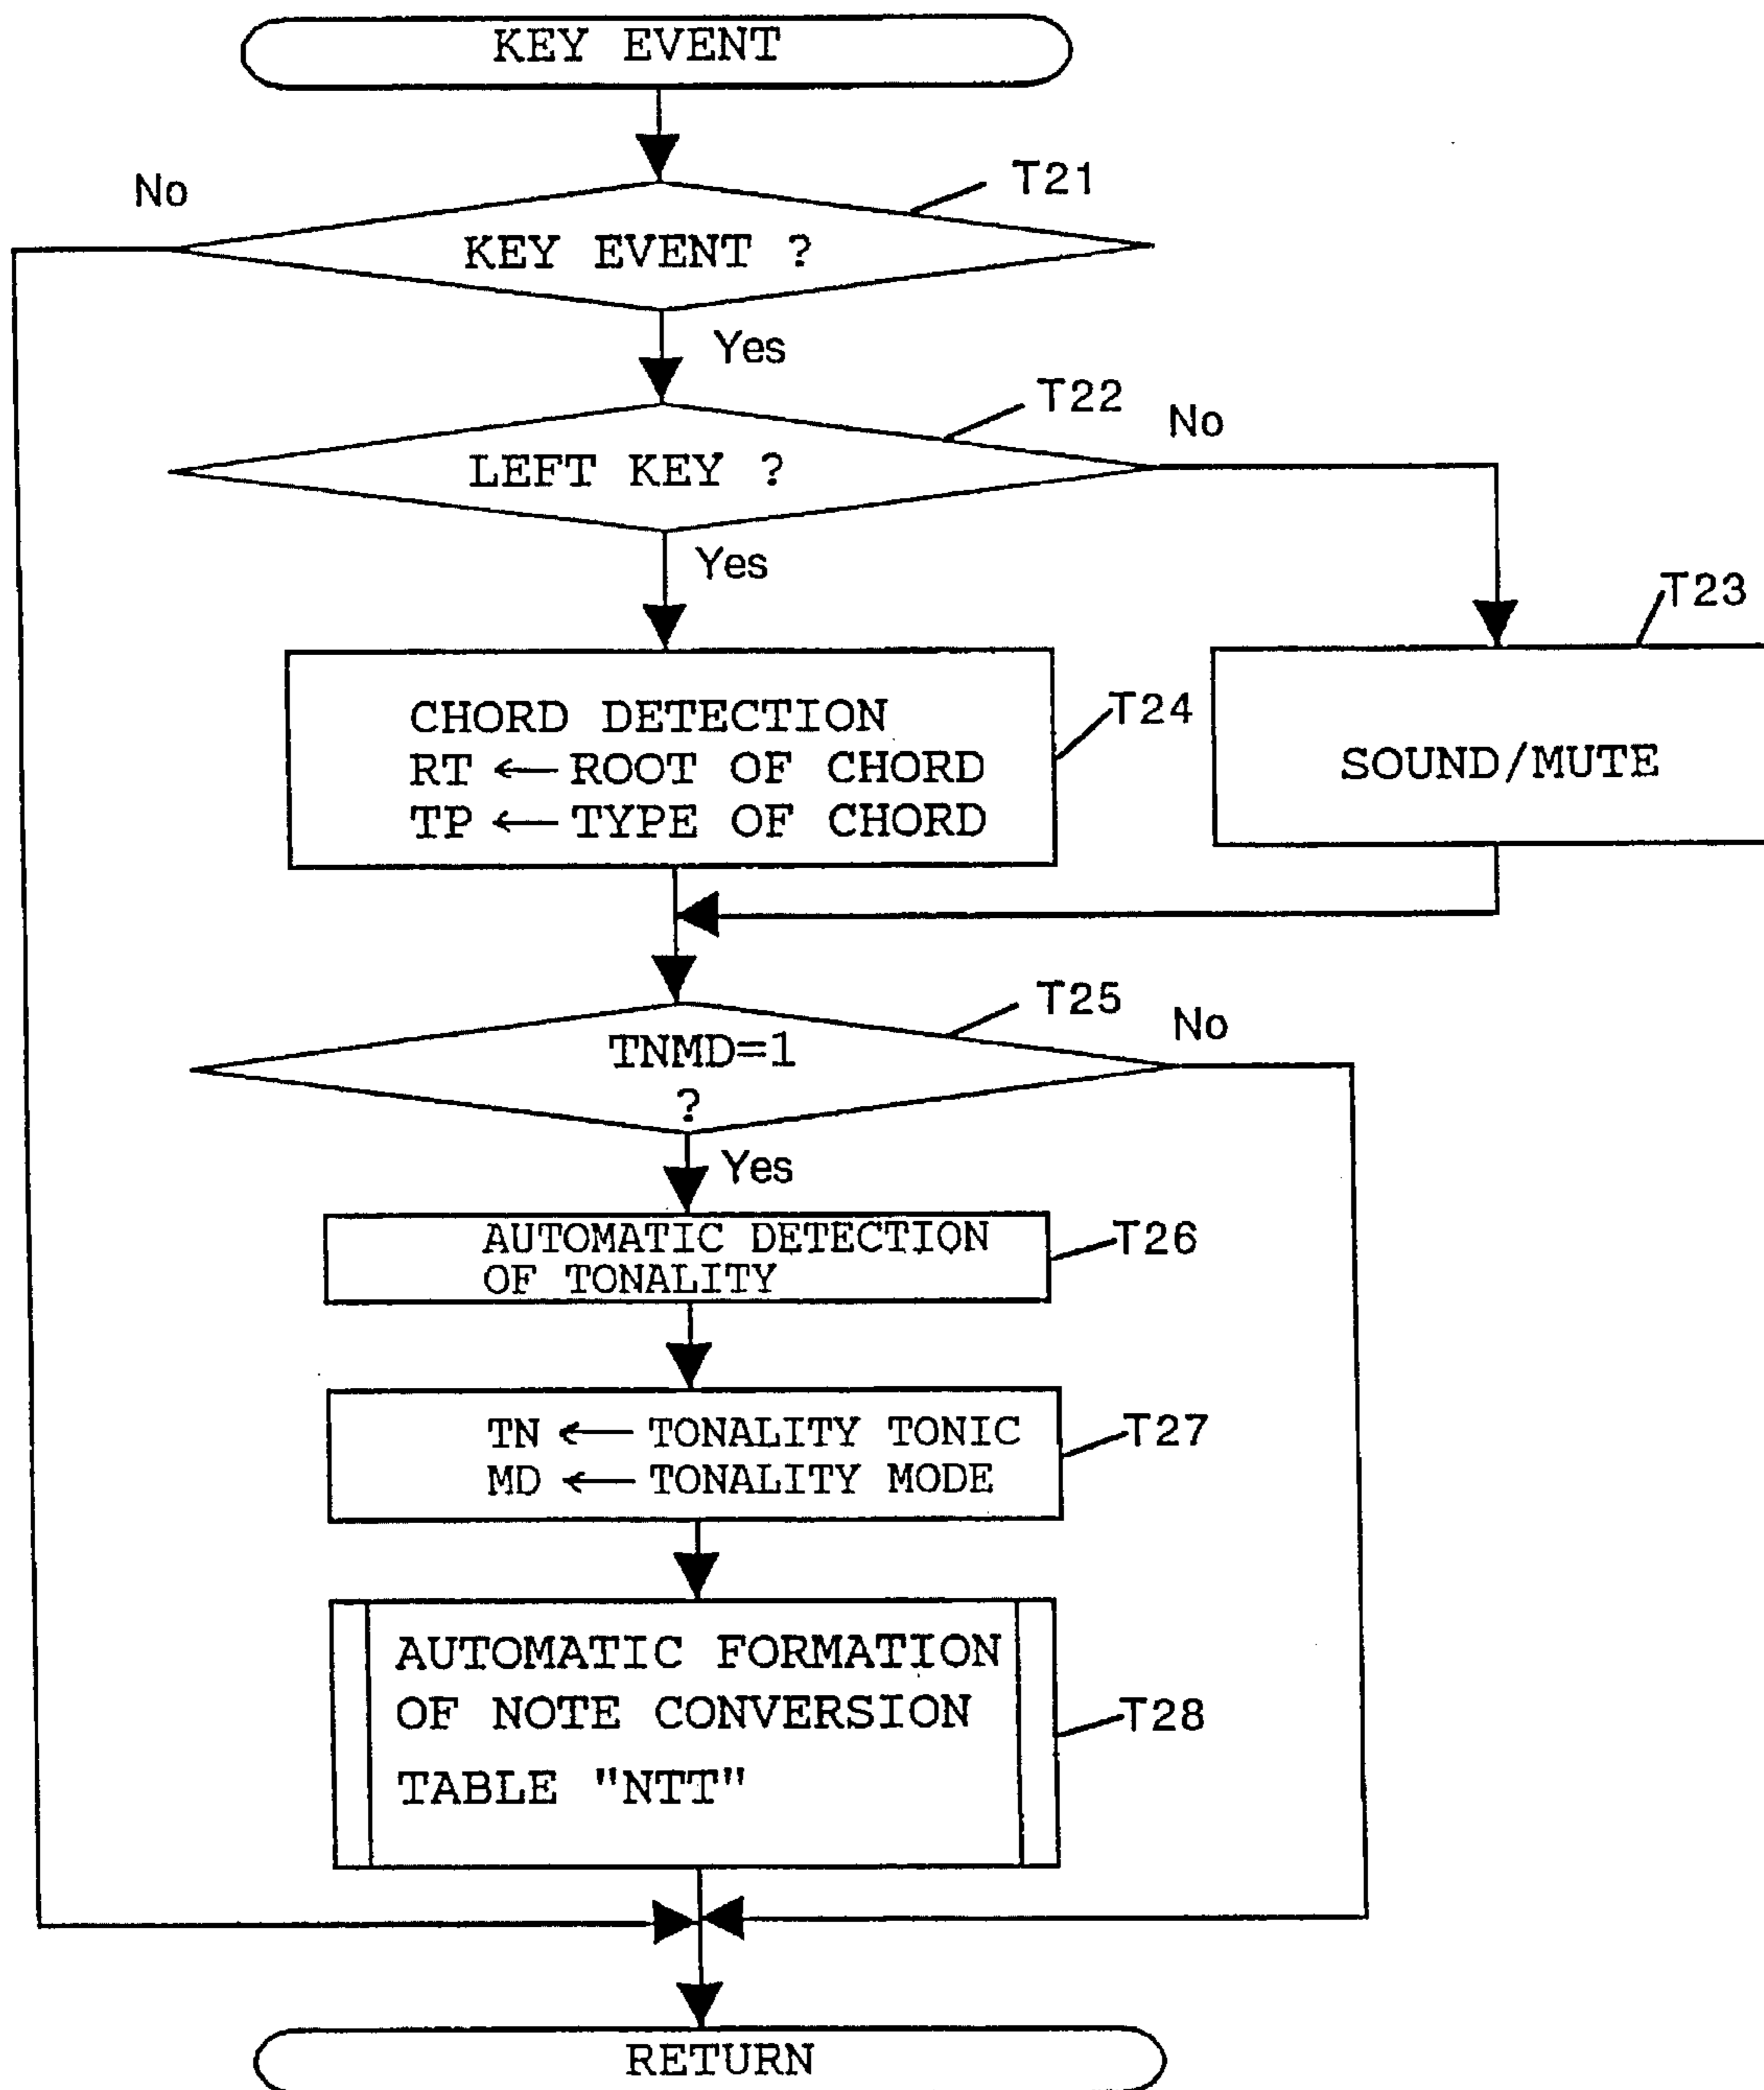 KEY EVENT
T21
No
KEY EVENT ?
Yes
T22
No
LEFT KEY ?
Yes
T23
T24
CHORD DETECTION
RT ← ROOT OF CHORD
TP ← TYPE OF CHORD
SOUND/MUTE
T25
No
TNMD=1
?
Yes
T26
AUTOMATIC DETECTION
OF TONALITY
T27
TN ← TONALITY TONIC
MD ← TONALITY MODE
AUTOMATIC FORMATION
OF NOTE CONVERSION
T28
TABLE "NTT"
RETURN